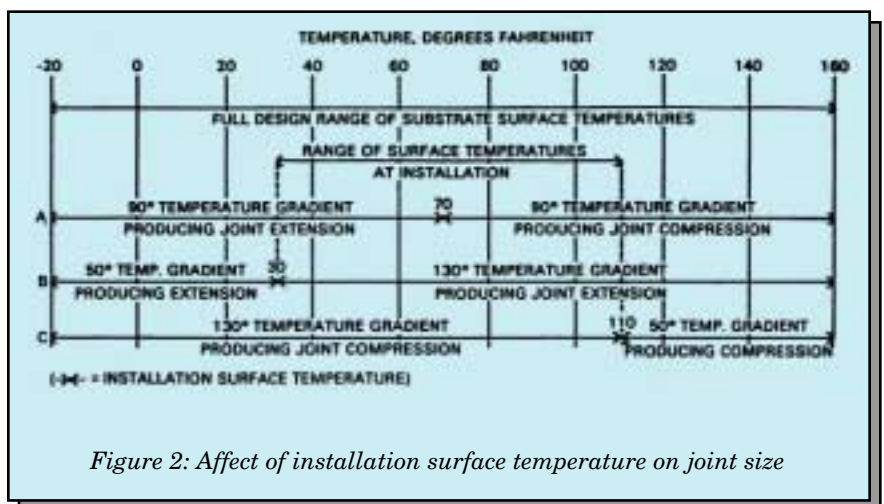 TEMPERATURE, DEGREES FAHRENHEIT
-20 0 20 40 60 80 100 120 140 160
FULL DESIGN RANGE OF SUBSTRATE SURFACE TEMPERATURES
RANGE OF SURFACE TEMPERATURES
AT INSTALLATION
A 90° TEMPERATURE GRADIENT 70 90° TEMPERATURE GRADIENT
PRODUCING JOINT EXTENSION PRODUCING JOINT COMPRESSION
B 50° TEMP. GRADIENT 30 130° TEMPERATURE GRADIENT
PRODUCING EXTENSION PRODUCING JOINT EXTENSION
C 130° TEMPERATURE GRADIENT 110 50° TEMP. GRADIENT
PRODUCING JOINT COMPRESSION PRODUCING COMPRESSION
( = INSTALLATION SURFACE TEMPERATURE)
Figure 2: Affect of installation surface temperature on joint size